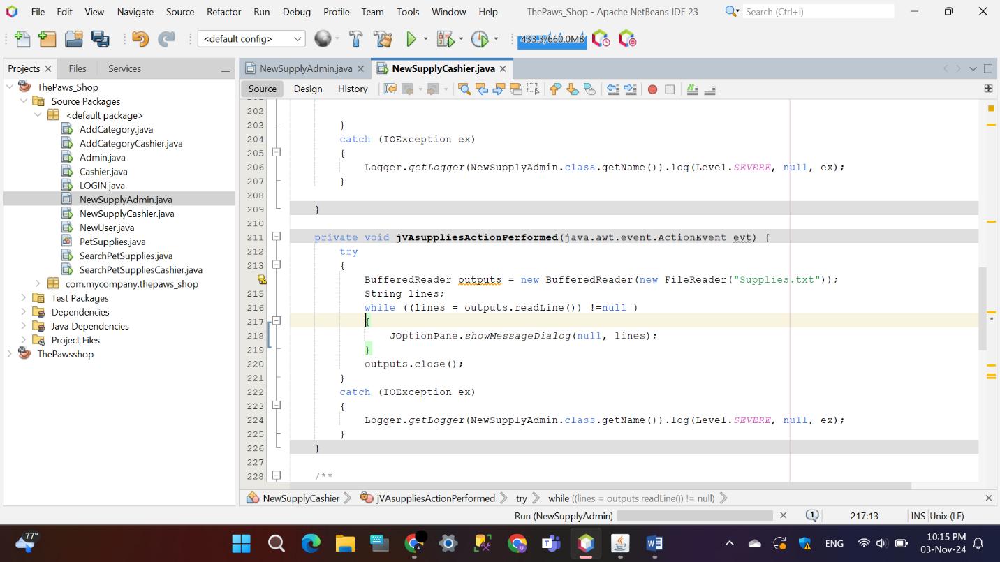 File Edit View Navigate Source Refactor Run Debug Profile Team Tools Window Help ThePaws_Shop - Apache NetBeans IDE 23 Search (Ctrl+I)
<default config> 433.3/660.0MB
Projects Files Services
ThePaws_Shop
Source Packages
<default package>
AddCategory.java
AddCategoryCashier.java
Admin.java
Cashier.java
LOGIN.java
NewSupplyAdmin.java
NewSupplyCashier.java
NewUser.java
PetSupplies.java
SearchPetSupplies.java
SearchPetSuppliesCashier.java
com.mycompany.thepaws_shop
Test Packages
Dependencies
Java Dependencies
Project Files
ThePawsshop
NewSupplyAdmin.java NewSupplyCashier.java
Source Design History
202
203 }
204 catch (IOException ex)
205 {
206 Logger.getLogger(NewSupplyAdmin.class.getName()).log(Level.SEVERE, null, ex);
207 }
208
209 }
210
211 private void jVAsuppliesActionPerformed(java.awt.event.ActionEvent evt) {
212 try
213 {
BufferedReader outputs = new BufferedReader(new FileReader("Supplies.txt"));
215 String lines;
216 while ((lines = outputs.readLine()) !=null )
217 {
218 JOptionPane.showMessageDialog(null, lines);
219 }
220 outputs.close();
221 }
222 catch (IOException ex)
223 {
224 Logger.getLogger(NewSupplyAdmin.class.getName()).log(Level.SEVERE, null, ex);
225 }
226 }
227
228 /**
NewSupplyCashier jVAsuppliesActionPerformed try while ((lines = outputs.readLine()) != null)
Run (NewSupplyAdmin) 1 217:13 INS Unix (LF)
77° ENG 10:15 PM
03-Nov-24